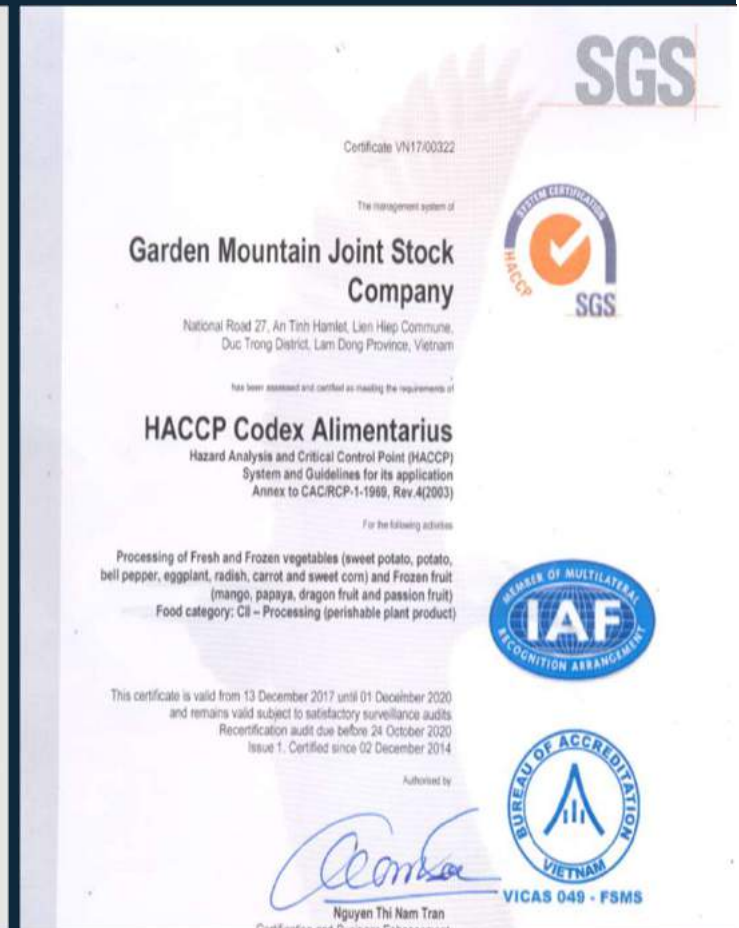 SGS
Certificate VN17/00322
The management system of
Garden Mountain Joint Stock
Company
National Road 27, An Tinh Hamlet, Lien Hiep Commune,
Duc Trong District, Lam Dong Province, Vietnam
has been assessed and certified as meeting the requirements of
HACCP Codex Alimentarius
Hazard Analysis and Critical Control Point (HACCP)
System and Guidelines for its application
Annex to CAC/RCP-1-1969, Rev.4(2003)
For the following activities
Processing of Fresh and Frozen vegetables (sweet potato, potato,
bell pepper, eggplant, radish, carrot and sweet corn) and Frozen fruit
(mango, papaya, dragon fruit and passion fruit)
Food category: CII – Processing (perishable plant product)
This certificate is valid from 13 December 2017 until 01 December 2020
and remains valid subject to satisfactory surveillance audits
Recertification audit due before 24 October 2020
Issue 1. Certified since 02 December 2014
Authorised by
Nguyen Thi Nam Tran
Certification and Business Enhancement
SYSTEM CERTIFICATION
HACCP
SGS
MEMBER OF MULTILATERAL
IAF
RECOGNITION ARRANGEMENT
BUREAU OF ACCREDITATION
VIETNAM
VICAS 049 - FSMS